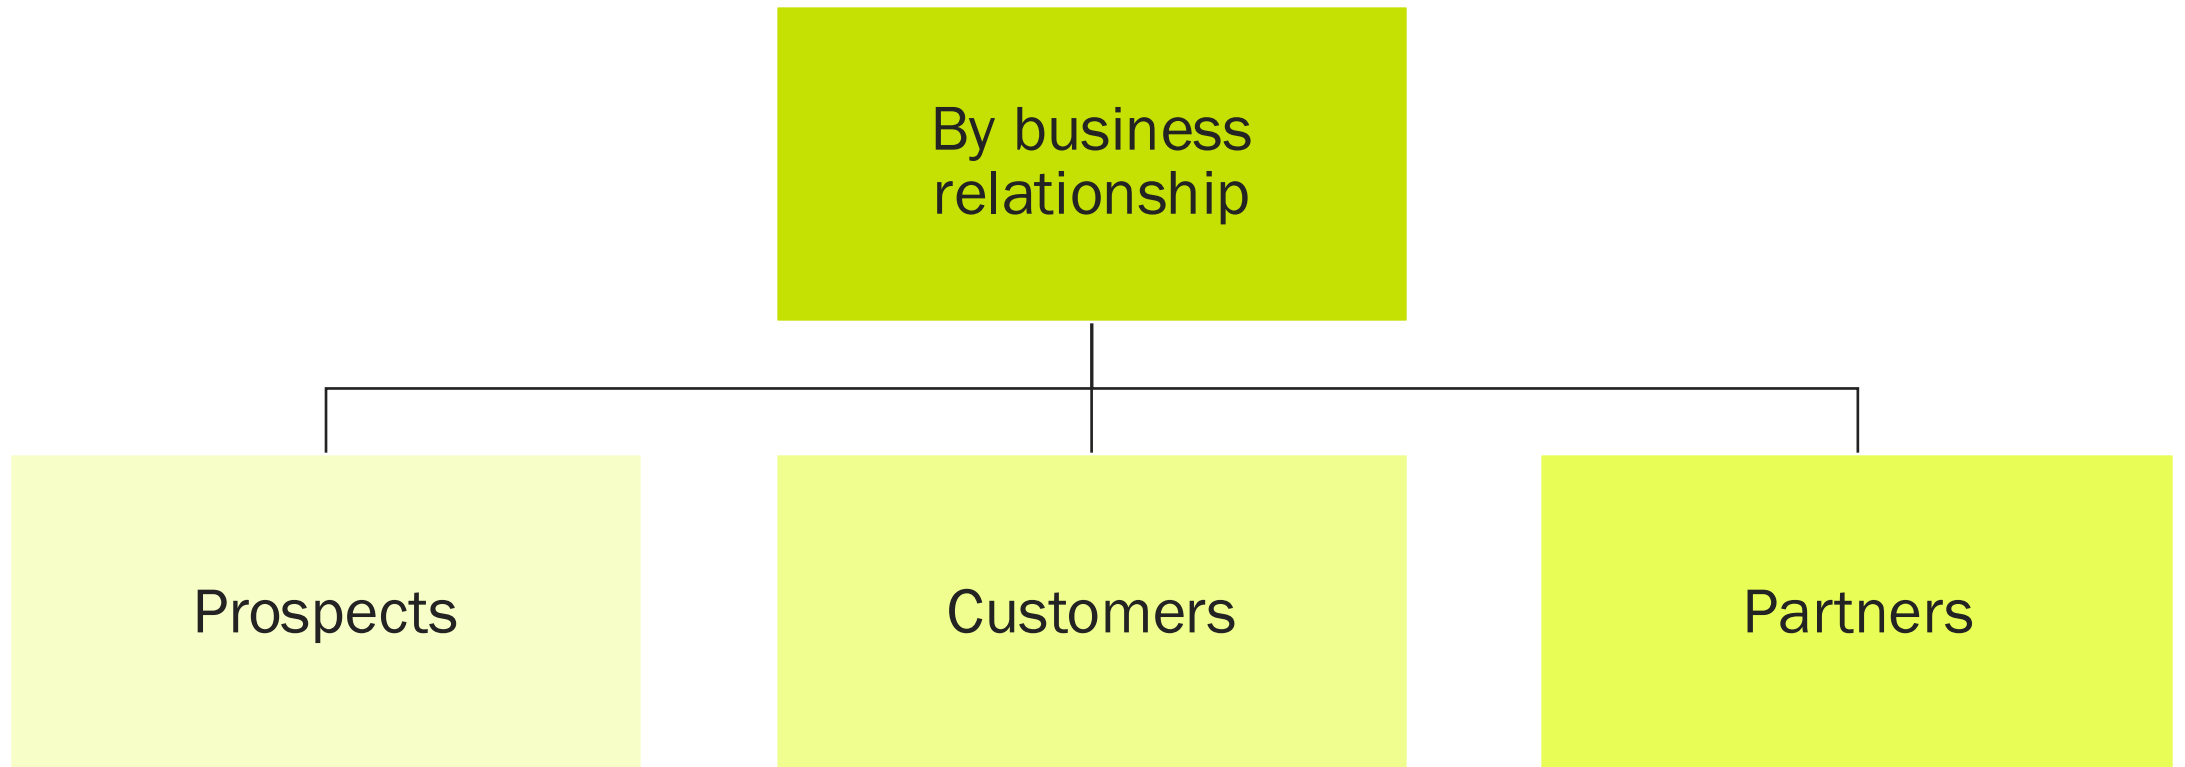 By business
relationship
Prospects
Customers
Partners